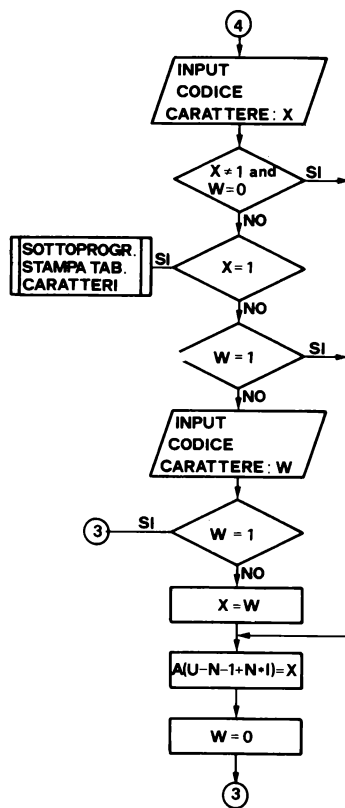 4
INPUT
CODICE
CARATTERE: X
X ≠ 1 and
W=0
SI
NO
SOTTOPROGR.
STAMPA TAB.
CARATTERI
SI
X=1
NO
W=1
SI
NO
INPUT
CODICE
CARATTERE: W
3
SI
W=1
NO
X=W
A(U-N-1+N*I)=X
W=0
3